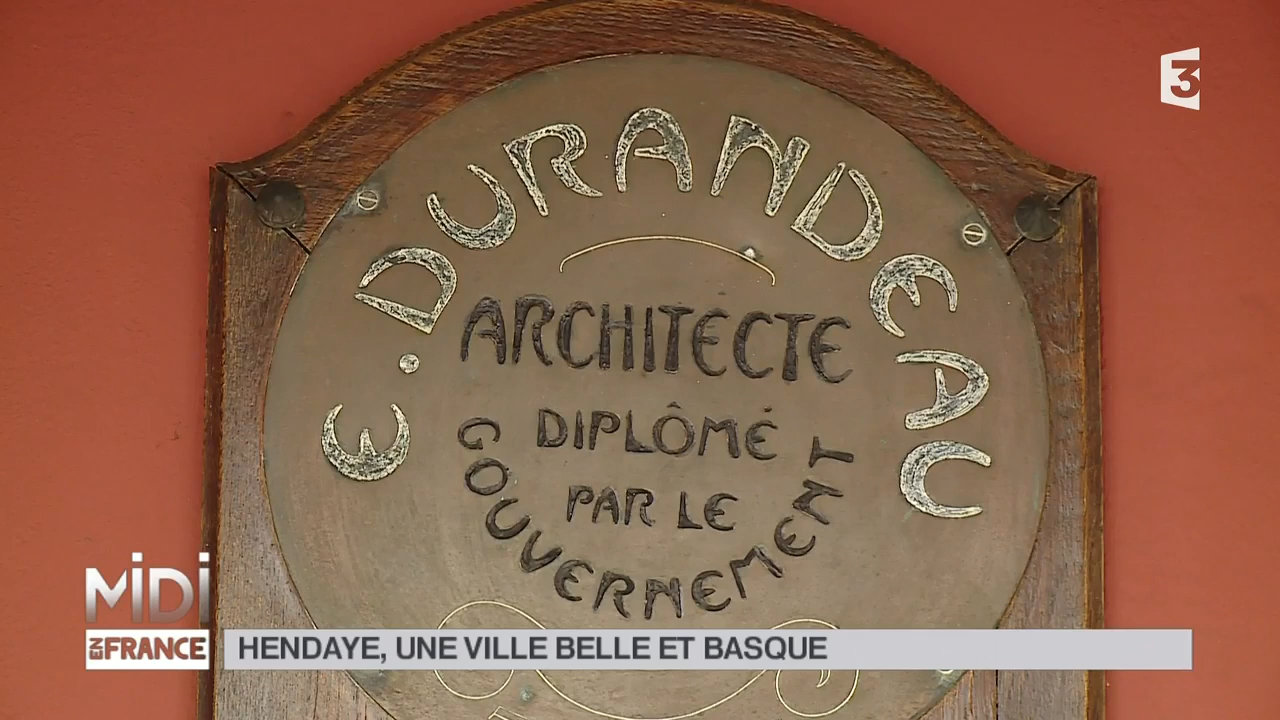 3
E. DURANDEAU
ARCHITECTE
DIPLÔMÉ
PAR LE
GOUVERNEMENT
MiDi
EN FRANCE
HENDAYE, UNE VILLE BELLE ET BASQUE